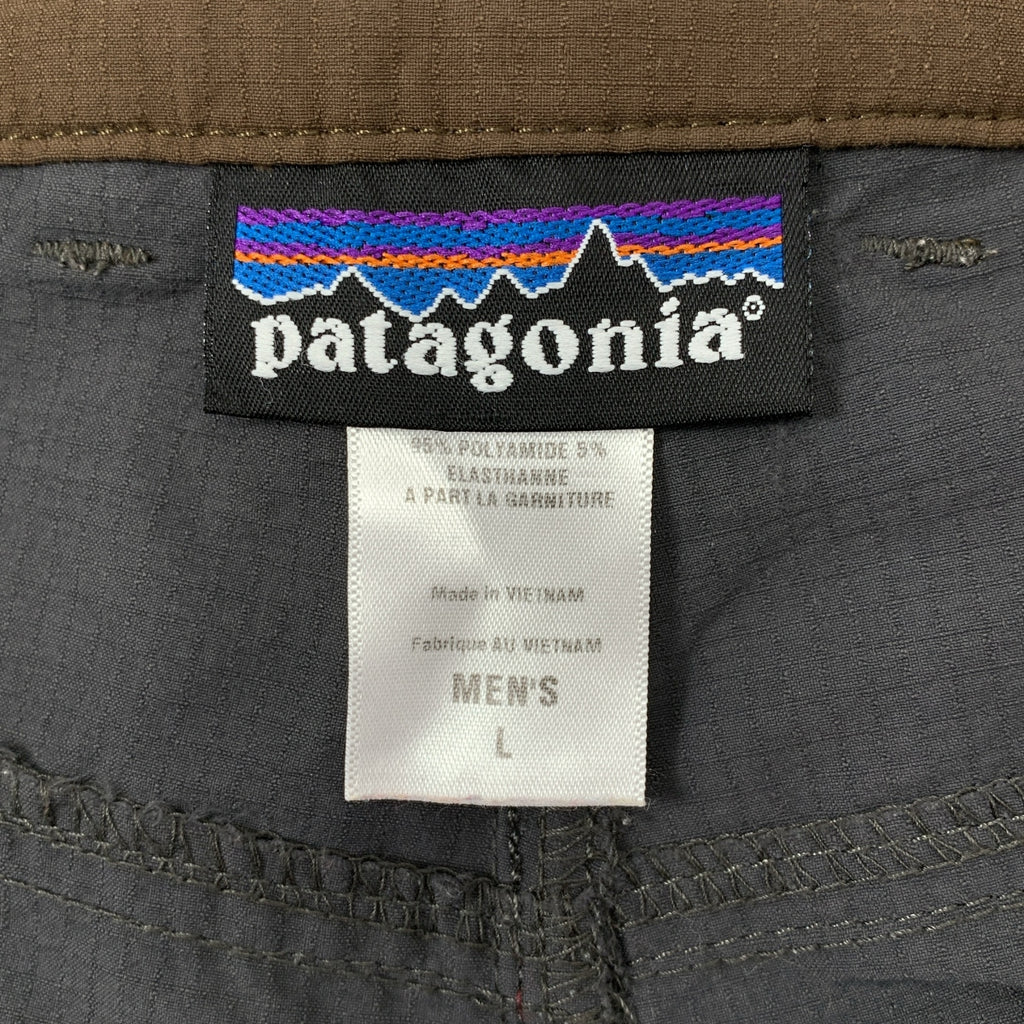 patagonia®
95% POLYAMIDE 5%
ELASTHANNE
A PART LA GARNITURE
Made in VIETNAM
Fabrique AU VIETNAM
MEN'S
L